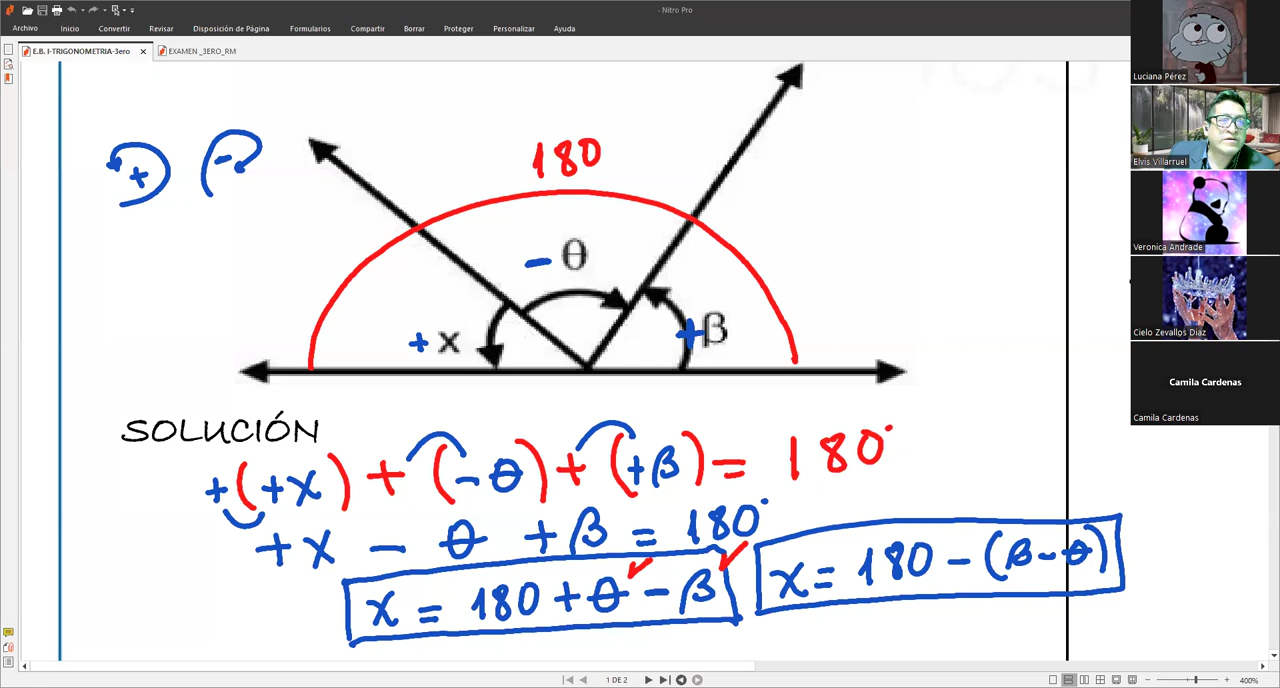 - Nitro Pro
Archivo Inicio Convertir Revisar Disposición de Página Formularios Compartir Borrar Proteger Personalizar Ayuda
E.B. I-TRIGONOMETRIA-3ero EXAMEN _3ERO_RM
Luciana Pérez
Elvis Villarruel
Veronica Andrade
Cielo Zevallos Diaz
Camila Cardenas
Camila Cardenas
+ -
180
- θ
+ x
+ β
SOLUCIÓN
+(+x) + (-θ) + (+β) = 180°
+x - θ + β = 180°
x = 180 + θ - β
x = 180 - (β - θ)
1 DE 2
400%